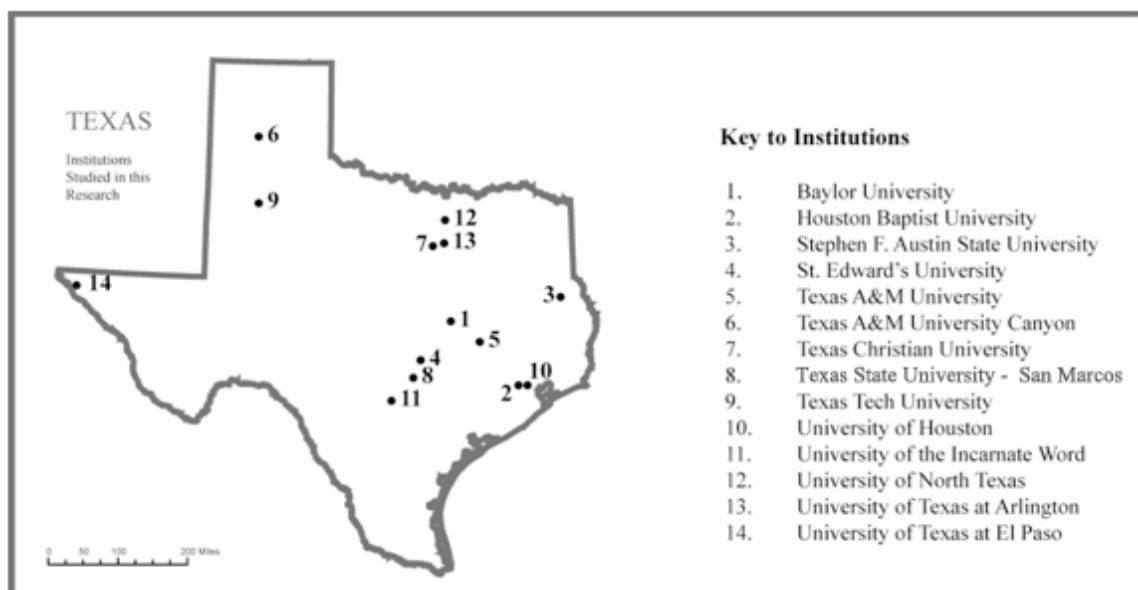 TEXAS
Institutions
Studied in this
Research
6
9
12
7
13
14
3
1
5
4
8
10
2
11
0 50 100 200 Miles
Key to Institutions
1. Baylor University
2. Houston Baptist University
3. Stephen F. Austin State University
4. St. Edward's University
5. Texas A&M University
6. Texas A&M University Canyon
7. Texas Christian University
8. Texas State University - San Marcos
9. Texas Tech University
10. University of Houston
11. University of the Incarnate Word
12. University of North Texas
13. University of Texas at Arlington
14. University of Texas at El Paso